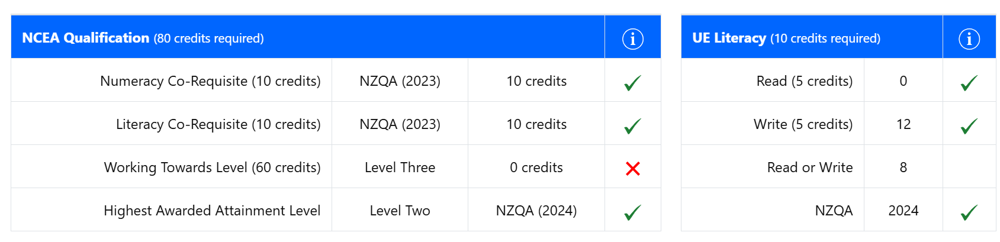 NCEA Qualification (80 credits required)
Numeracy Co-Requisite (10 credits) NZQA (2023) 10 credits
Literacy Co-Requisite (10 credits) NZQA (2023) 10 credits
Working Towards Level (60 credits) Level Three 0 credits
Highest Awarded Attainment Level Level Two NZQA (2024)
UE Literacy (10 credits required)
Read (5 credits) 0
Write (5 credits) 12
Read or Write 8
NZQA 2024